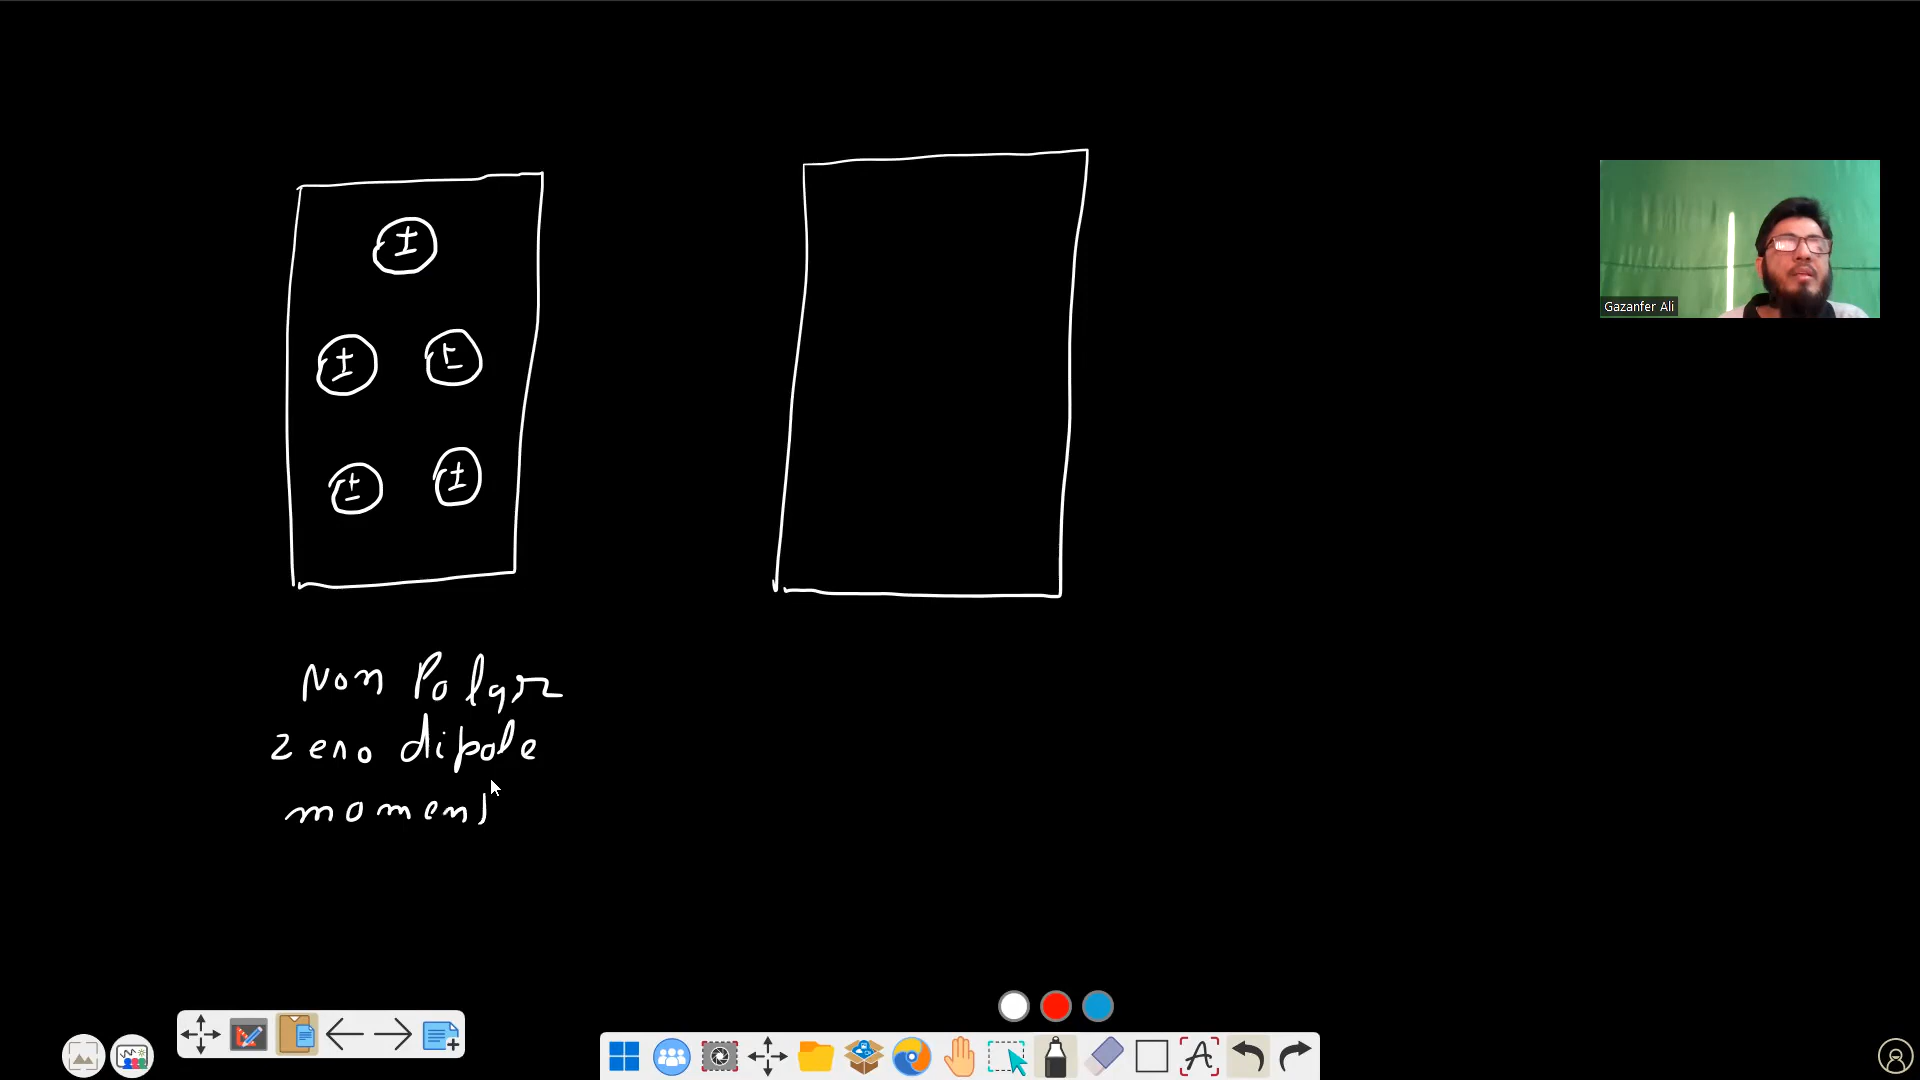 ±
± ±
± ±
Non Polar
zero dipole
moment
Gazanfer Ali